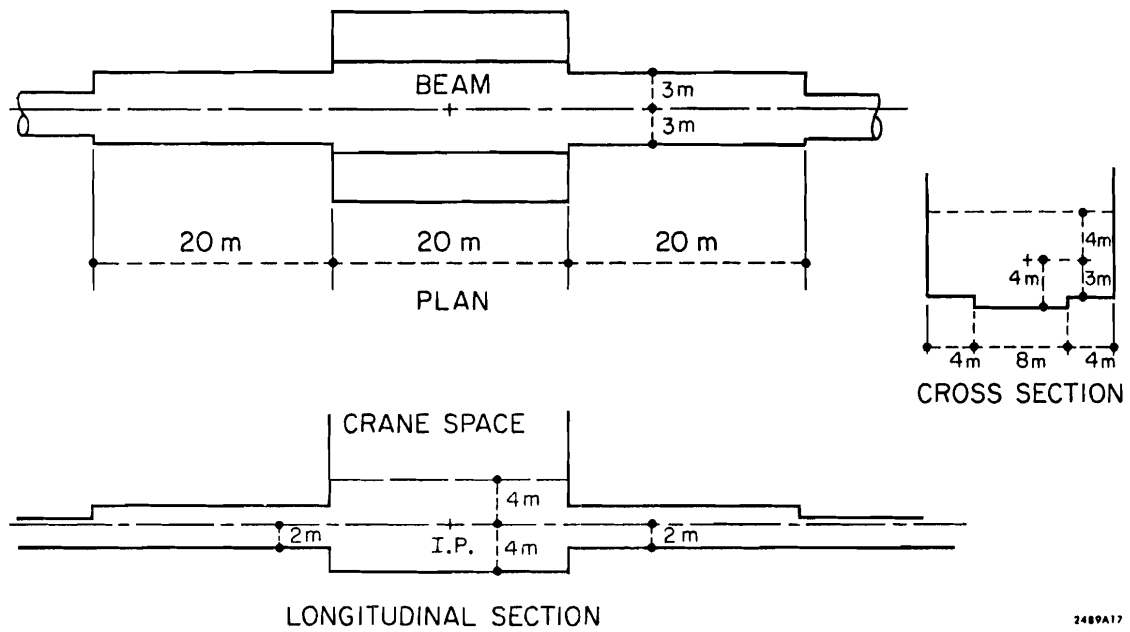 BEAM
3m
3m
20 m
20 m
20 m
PLAN
4m
4m
3m
4m
8m
4m
CROSS SECTION
CRANE SPACE
4m
2m
I.P.
4m
2m
LONGITUDINAL SECTION
2489A17